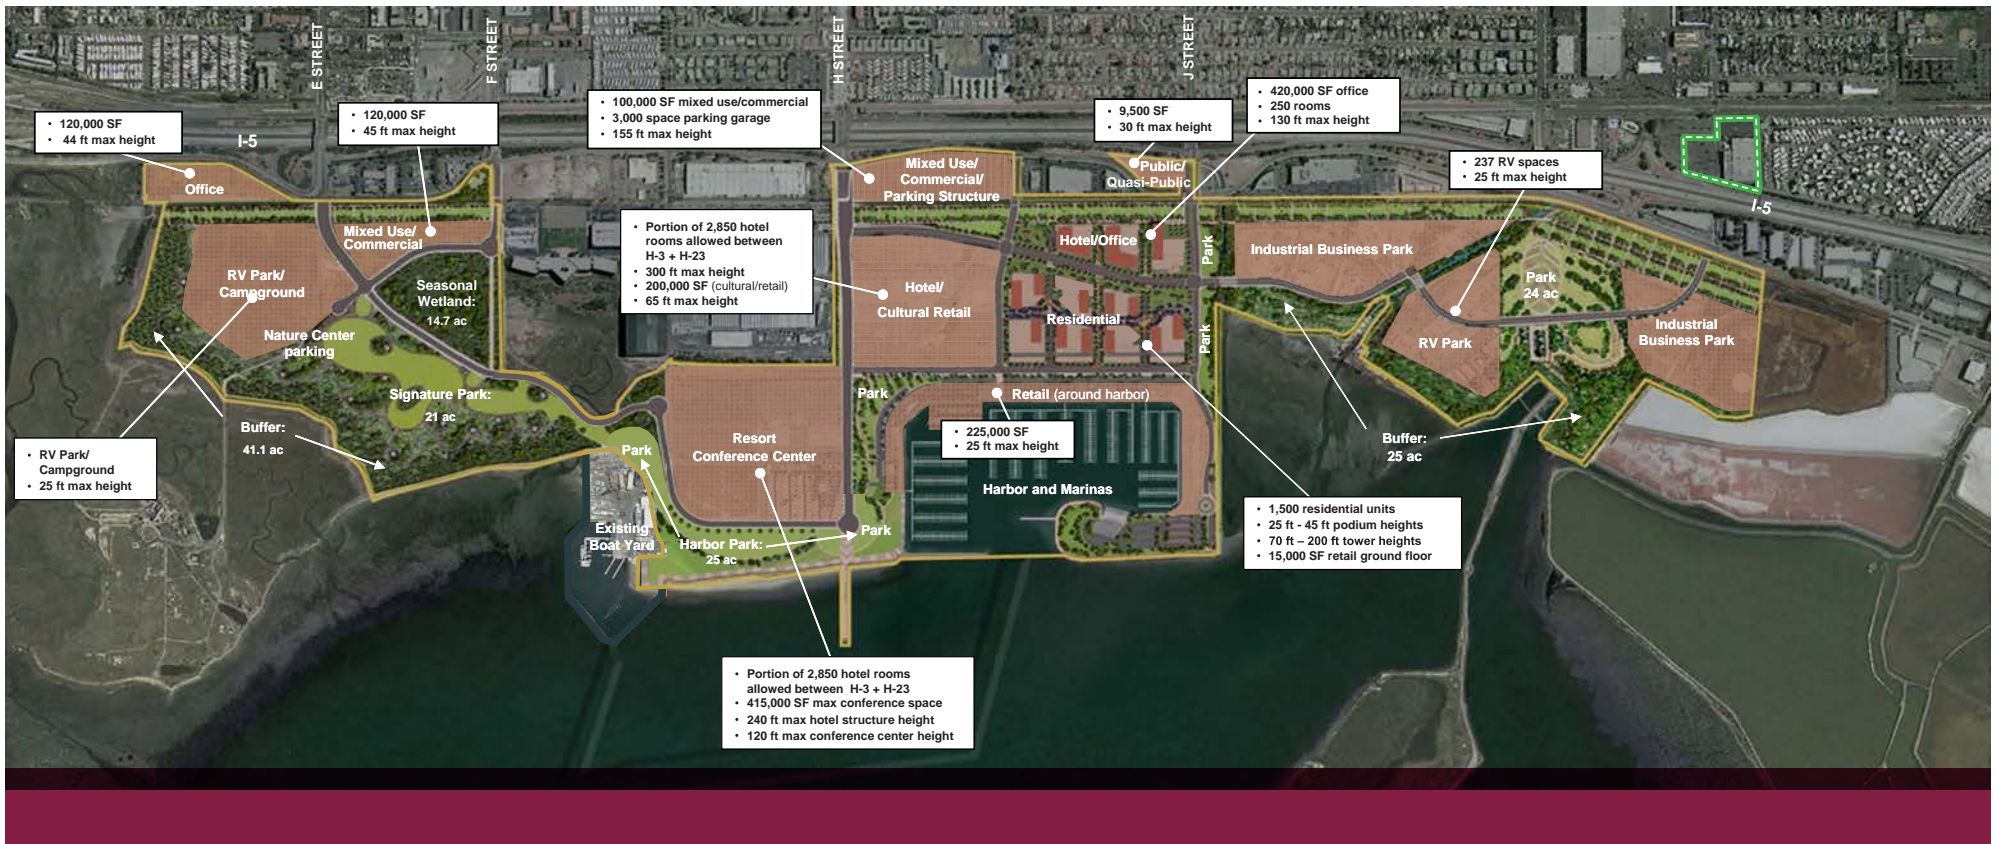 E STREET
F STREET
H STREET
J STREET
• 120,000 SF
• 44 ft max height
I-5
• 120,000 SF
• 45 ft max height
• 100,000 SF mixed use/commercial
• 3,000 space parking garage
• 155 ft max height
• 9,500 SF
• 30 ft max height
• 420,000 SF office
• 250 rooms
• 130 ft max height
• 237 RV spaces
• 25 ft max height
I-5
Office
Mixed Use/
Commercial
Mixed Use/
Commercial/
Parking Structure
Public/
Quasi-Public
• Portion of 2,850 hotel
rooms allowed between
H-3 + H-23
• 300 ft max height
• 200,000 SF (cultural/retail)
• 65 ft max height
Hotel/Office
Park
Industrial Business Park
RV Park/
Campground
Seasonal
Wetland:
14.7 ac
Hotel/
Cultural Retail
Residential
Park
Park
24 ac
RV Park
Industrial
Business Park
Nature Center
parking
Signature Park:
21 ac
Buffer:
41.1 ac
Park
Retail (around harbor)
• 225,000 SF
• 25 ft max height
Buffer:
25 ac
• RV Park/
Campground
• 25 ft max height
Resort
Conference Center
Park
Harbor and Marinas
Existing
Boat Yard
Harbor Park:
25 ac
Park
• 1,500 residential units
• 25 ft - 45 ft podium heights
• 70 ft – 200 ft tower heights
• 15,000 SF retail ground floor
• Portion of 2,850 hotel rooms
allowed between H-3 + H-23
• 415,000 SF max conference space
• 240 ft max hotel structure height
• 120 ft max conference center height